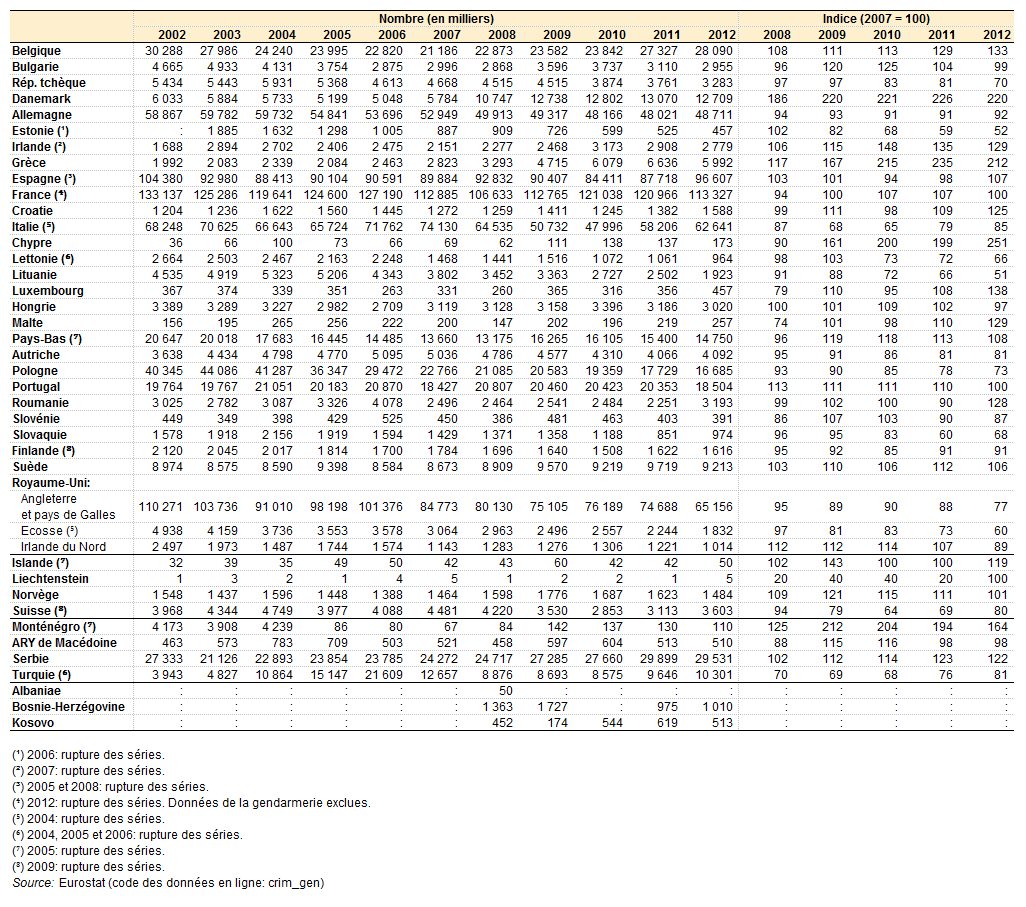 Nombre (en milliers) Indice (2007 = 100)
2002 2003 2004 2005 2006 2007 2008 2009 2010 2011 2012 2008 2009 2010 2011 2012
Belgique 30 288 27 986 24 240 23 995 22 820 21 186 22 873 23 582 23 842 27 327 28 090 108 111 113 129 133
Bulgarie 4 665 4 933 4 131 3 754 2 875 2 996 2 868 3 596 3 737 3 110 2 955 96 120 125 104 99
Rép. tchèque 5 434 5 443 5 931 5 368 4 613 4 668 4 515 4 515 3 874 3 761 3 283 97 97 83 81 70
Danemark 6 033 5 884 5 733 5 199 5 048 5 784 10 747 12 738 12 802 13 070 12 709 186 220 221 226 220
Allemagne 58 867 59 782 59 732 54 841 53 696 52 949 49 913 49 317 48 166 48 021 48 711 94 93 91 91 92
Estonie (¹) : 1 885 1 632 1 298 1 005 887 909 726 599 525 457 102 82 68 59 52
Irlande (²) 1 688 2 894 2 702 2 406 2 475 2 151 2 277 2 468 3 173 2 908 2 779 106 115 148 135 129
Grèce 1 992 2 083 2 339 2 084 2 463 2 823 3 293 4 715 6 079 6 636 5 992 117 167 215 235 212
Espagne (³) 104 380 92 980 88 413 90 104 90 591 89 884 92 832 90 407 84 411 87 718 96 607 103 101 94 98 107
France (⁴) 133 137 125 286 119 641 124 600 127 190 112 885 106 633 112 765 121 038 120 966 113 327 94 100 107 107 100
Croatie 1 204 1 236 1 622 1 560 1 445 1 272 1 259 1 411 1 245 1 382 1 588 99 111 98 109 125
Italie (⁵) 68 248 70 625 66 643 65 724 71 762 74 130 64 535 50 732 47 996 58 206 62 641 87 68 65 79 85
Chypre 36 66 100 73 66 69 62 111 138 137 173 90 161 200 199 251
Lettonie (⁶) 2 664 2 503 2 467 2 163 2 248 1 468 1 441 1 516 1 072 1 061 964 98 103 73 72 66
Lituanie 4 535 4 919 5 323 5 206 4 343 3 802 3 452 3 363 2 727 2 502 1 923 91 88 72 66 51
Luxembourg 367 374 339 351 263 331 260 365 316 356 457 79 110 95 108 138
Hongrie 3 389 3 289 3 227 2 982 2 709 3 119 3 128 3 158 3 396 3 186 3 020 100 101 109 102 97
Malte 156 195 265 256 222 200 147 202 196 219 257 74 101 98 110 129
Pays-Bas (⁷) 20 647 20 018 17 683 16 445 14 485 13 660 13 175 16 265 16 105 15 400 14 750 96 119 118 113 108
Autriche 3 638 4 434 4 798 4 770 5 095 5 036 4 786 4 577 4 310 4 066 4 092 95 91 86 81 81
Pologne 40 345 44 086 41 287 36 347 29 472 22 766 21 085 20 583 19 359 17 729 16 685 93 90 85 78 73
Portugal 19 764 19 767 21 051 20 183 20 870 18 427 20 807 20 460 20 423 20 353 18 504 113 111 111 110 100
Roumanie 3 025 2 782 3 087 3 326 4 078 2 496 2 464 2 541 2 484 2 251 3 193 99 102 100 90 128
Slovénie 449 349 398 429 525 450 386 481 463 403 391 86 107 103 90 87
Slovaquie 1 578 1 918 2 156 1 919 1 594 1 429 1 371 1 358 1 188 851 974 96 95 83 60 68
Finlande (⁸) 2 120 2 045 2 017 1 814 1 700 1 784 1 696 1 640 1 508 1 622 1 616 95 92 85 91 91
Suède 8 974 8 575 8 590 9 398 8 584 8 673 8 909 9 570 9 219 9 719 9 213 103 110 106 112 106
Royaume-Uni:
Angleterre
et pays de Galles 110 271 103 736 91 010 98 198 101 376 84 773 80 130 75 105 76 189 74 688 65 156 95 89 90 88 77
Ecosse (⁵) 4 938 4 159 3 736 3 553 3 578 3 064 2 963 2 496 2 557 2 244 1 832 97 81 83 73 60
Irlande du Nord 2 497 1 973 1 487 1 744 1 574 1 143 1 283 1 276 1 306 1 221 1 014 112 112 114 107 89
Islande (⁷) 32 39 35 49 50 42 43 60 42 42 50 102 143 100 100 119
Liechtenstein 1 3 2 1 4 5 1 2 2 1 5 20 40 40 20 100
Norvège 1 548 1 437 1 596 1 448 1 388 1 464 1 598 1 776 1 687 1 623 1 484 109 121 115 111 101
Suisse (⁸) 3 968 4 344 4 749 3 977 4 088 4 481 4 220 3 530 2 853 3 113 3 603 94 79 64 69 80
Monténégro (⁷) 4 173 3 908 4 239 86 80 67 84 142 137 130 110 125 212 204 194 164
ARY de Macédoine 463 573 783 709 503 521 458 597 604 513 510 88 115 116 98 98
Serbie 27 333 21 126 22 893 23 854 23 785 24 272 24 717 27 285 27 660 29 899 29 531 102 112 114 123 122
Turquie (⁶) 3 943 4 827 10 864 15 147 21 609 12 657 8 876 8 693 8 575 9 646 10 301 70 69 68 76 81
Albaniae : : : : : : 50 : : : : : : : : :
Bosnie-Herzégovine : : : : : : 1 363 1 727 : 975 1 010 : : : : :
Kosovo : : : : : : 452 174 544 619 513 : : : : :
(¹) 2006: rupture des séries.
(²) 2007: rupture des séries.
(³) 2005 et 2008: rupture des séries.
(⁴) 2012: rupture des séries. Données de la gendarmerie exclues.
(⁵) 2004: rupture des séries.
(⁶) 2004, 2005 et 2006: rupture des séries.
(⁷) 2005: rupture des séries.
(⁸) 2009: rupture des séries.
Source: Eurostat (code des données en ligne: crim_gen)